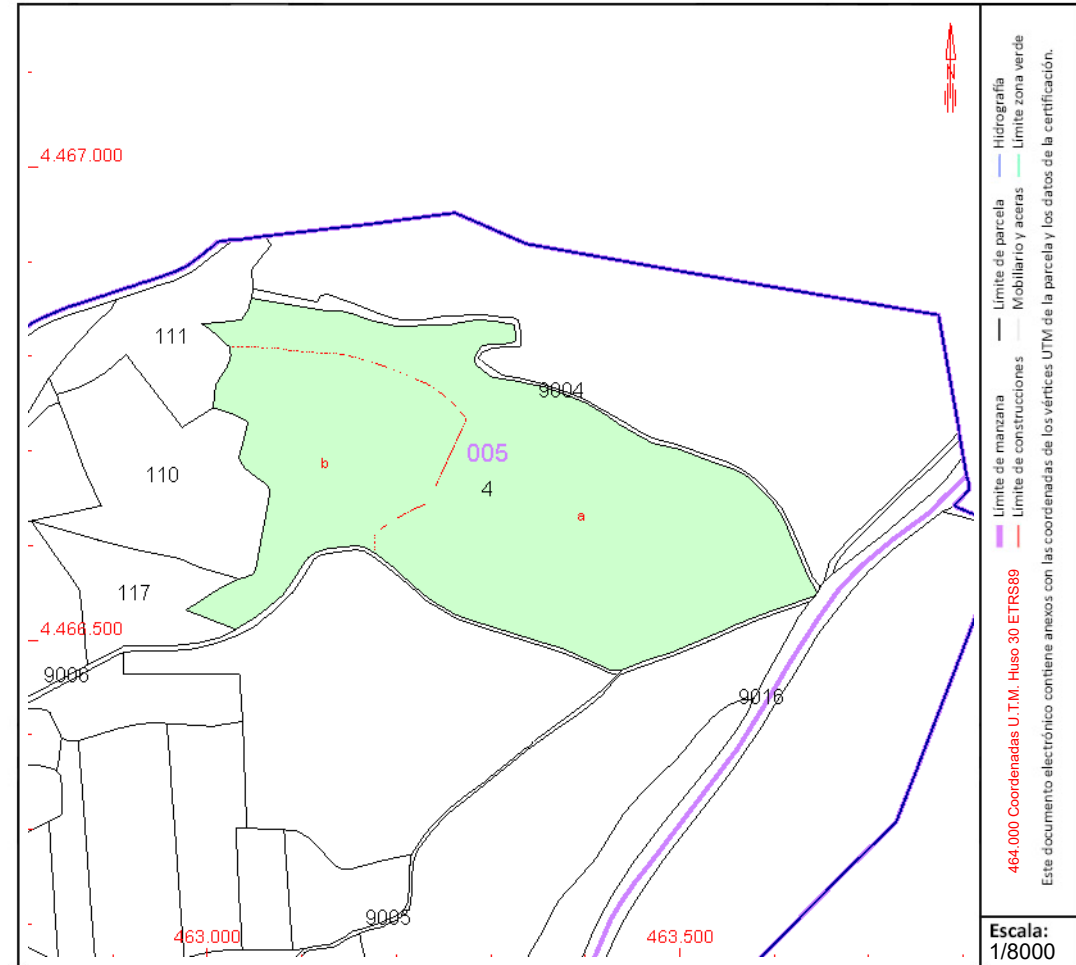 N
4.467.000
111
9004
005
b
110
4
a
117
4.466.500
9006
9016
9005
463.000
463.500
Límite de manzana
Límite de parcela
Hidrografía
Límite de construcciones
Mobiliario y aceras
Límite zona verde
464.000 Coordenadas U.T.M. Huso 30 ETRS89
Este documento electrónico contiene anexos con las coordenadas de los vértices UTM de la parcela y los datos de la certificación.
Escala:
1/8000